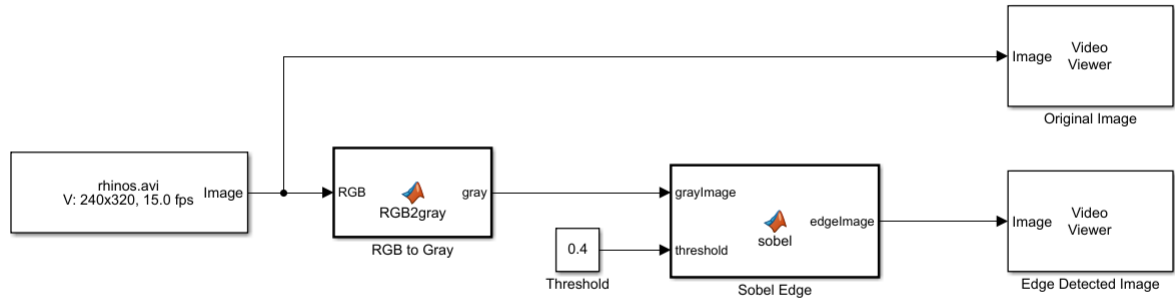 Image
Video
Viewer
Original Image
rhinos.avi
V: 240x320, 15.0 fps
Image
RGB
gray
RGB2gray
RGB to Gray
0.4
Threshold
grayImage
threshold
edgeImage
sobel
Sobel Edge
Image
Video
Viewer
Edge Detected Image